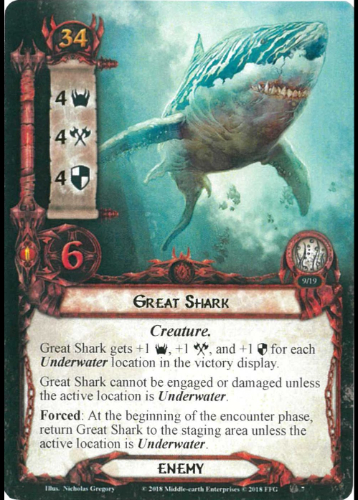 34
4
4
4
6
9/19
Great Shark
Creature.
Great Shark gets +1 , +1 , and +1 for each
Underwater location in the victory display.
Great Shark cannot be engaged or damaged unless
the active location is Underwater.
Forced: At the beginning of the encounter phase,
return Great Shark to the staging area unless the
active location is Underwater.
ENEMY
Illus. Nicholas Gregory © 2018 Middle-earth Enterprises © 2018 FFG 7